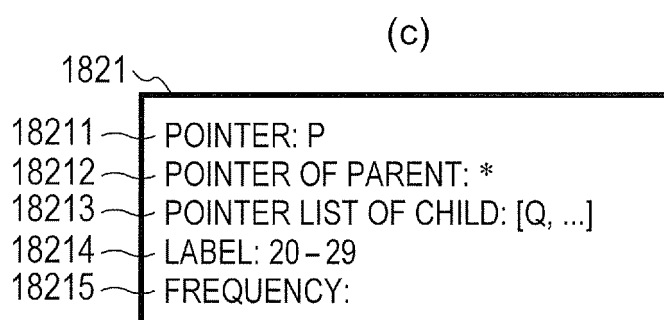 (c)
1821
18211 POINTER: P
18212 POINTER OF PARENT: *
18213 POINTER LIST OF CHILD: [Q, ...]
18214 LABEL: 20–29
18215 FREQUENCY: